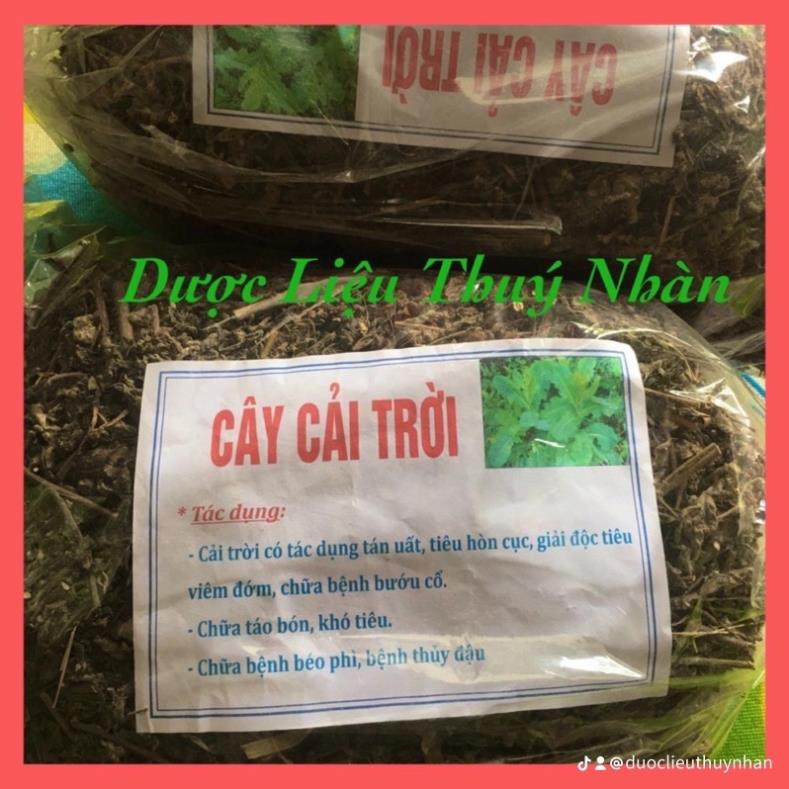 CÂY CẢI TRỜI
Dược Liệu Thuý Nhàn
CÂY CẢI TRỜI
* Tác dụng:
- Cải trời có tác dụng tán uất, tiêu hòn cục, giải độc tiêu
viêm đớm, chữa bệnh bướu cổ.
- Chữa táo bón, khó tiêu.
- Chữa bệnh béo phì, bệnh thủy đậu
@duoclieuthuynhan